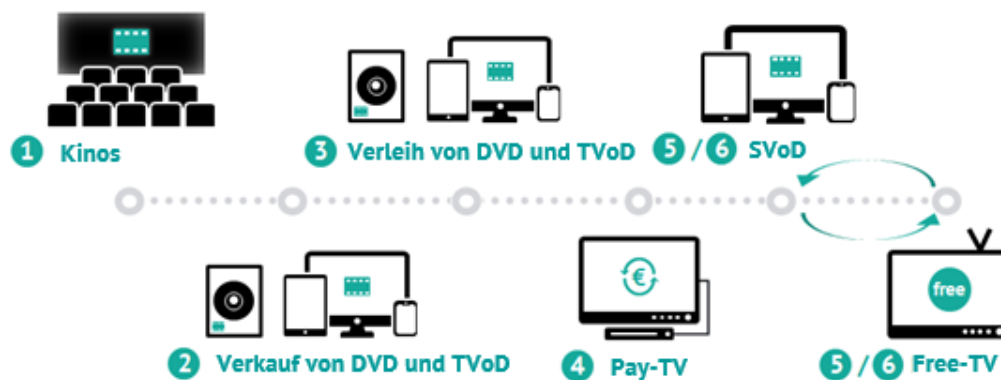 1 Kinos
3 Verleih von DVD und TVoD
5 / 6 SVoD
2 Verkauf von DVD und TVoD
€
4 Pay-TV
free
5 / 6 Free-TV